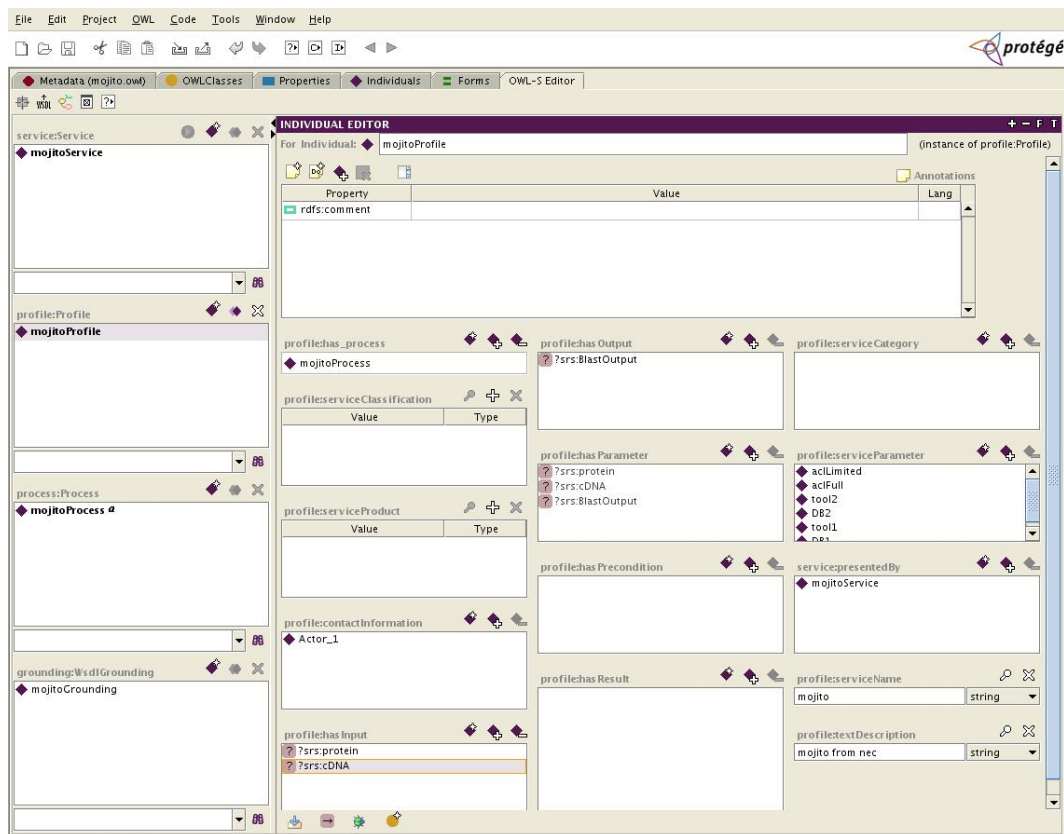 File Edit Project OWL Code Tools Window Help
protégé
Metadata (mojito.owl) OWLClasses Properties Individuals Forms OWL-S Editor
WSDL
service:Service
mojitoService
profile:Profile
mojitoProfile
process:Process
mojitoProcess a
grounding:WsdlGrounding
mojitoGrounding
INDIVIDUAL EDITOR + − F T
For Individual: mojitoProfile (instance of profile:Profile)
Annotations
Property Value Lang
rdfs:comment
profile:has_process
mojitoProcess
profile:serviceClassification
Value Type
profile:serviceProduct
Value Type
profile:contactInformation
Actor_1
profile:hasInput
?srs:protein
?srs:cDNA
profile:hasOutput
?srs:BlastOutput
profile:hasParameter
?srs:protein
?srs:cDNA
?srs:BlastOutput
profile:hasPrecondition
profile:hasResult
profile:serviceCategory
profile:serviceParameter
aclLimited
aclFull
tool2
DB2
tool1
DB1
service:presentedBy
mojitoService
profile:serviceName
mojito string
profile:textDescription
mojito from nec string